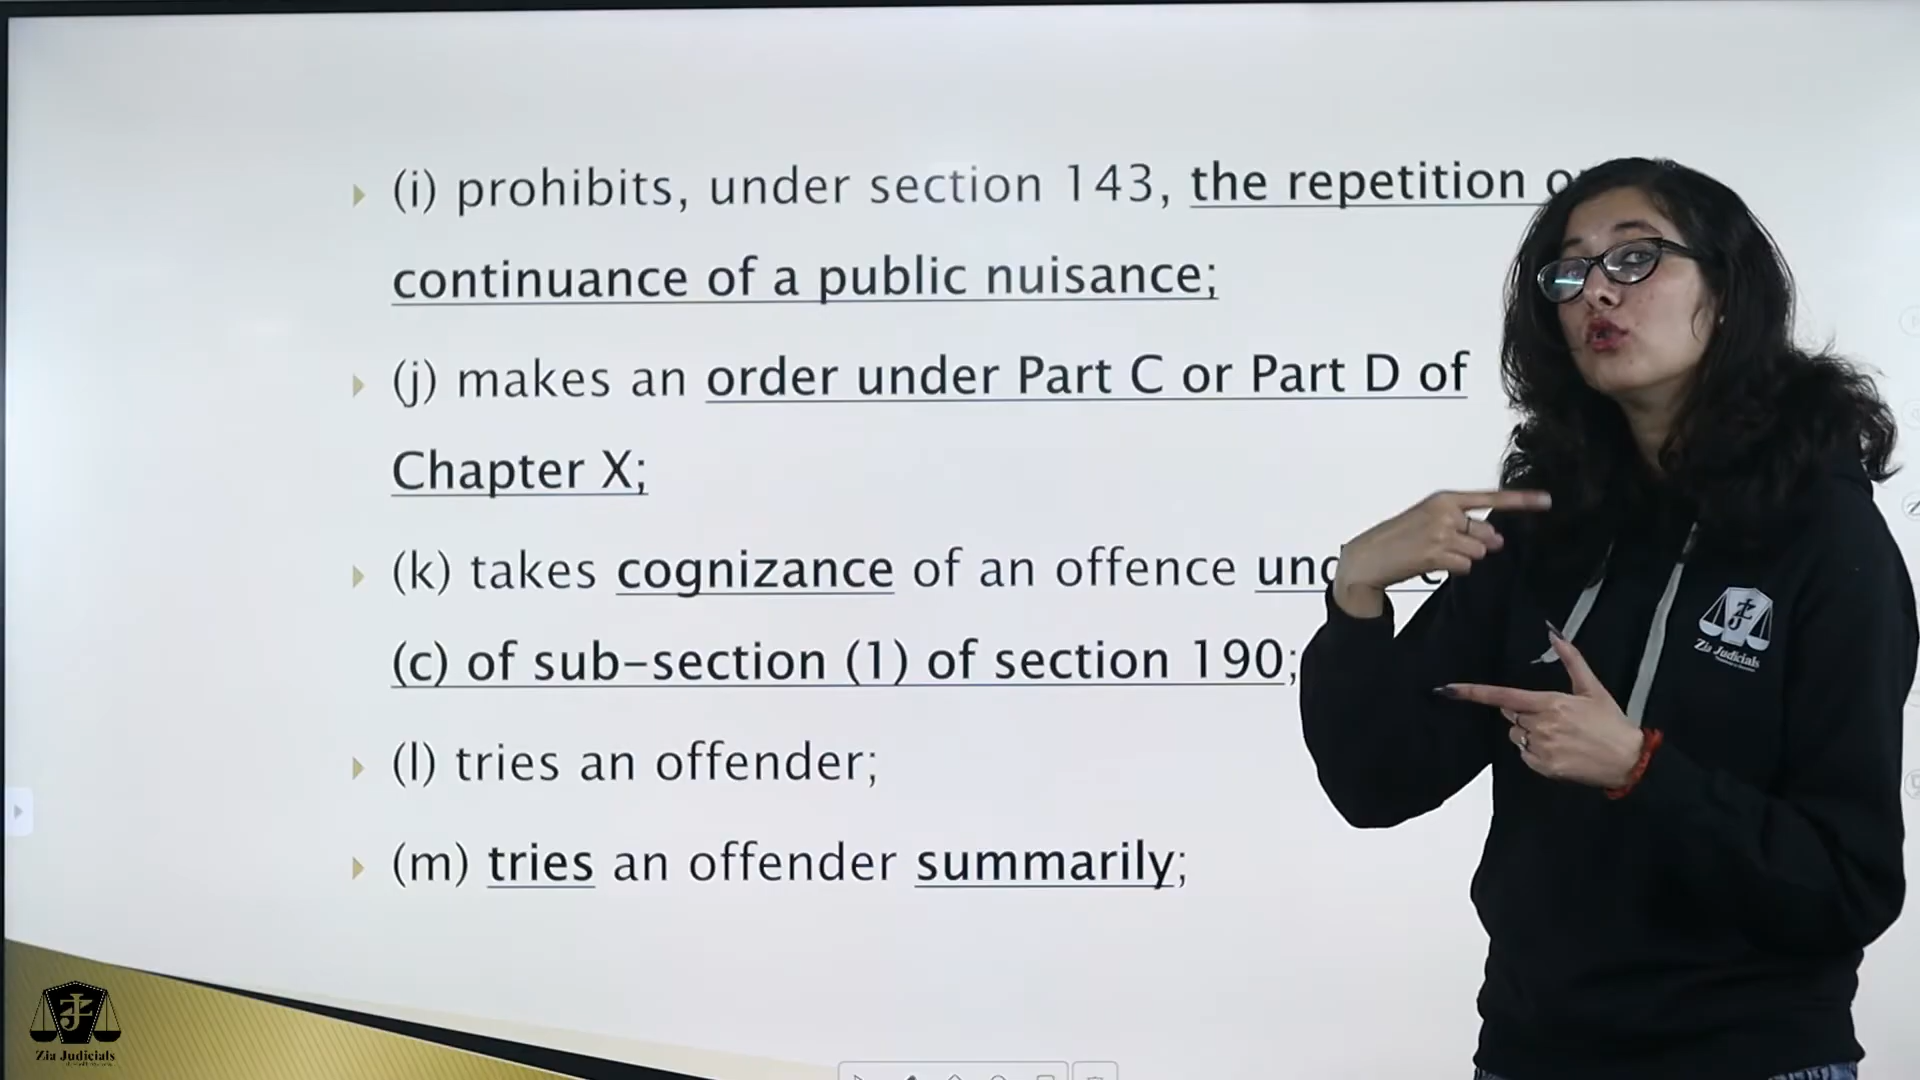 (i) prohibits, under section 143, the repetition
continuance of a public nuisance;
(j) makes an order under Part C or Part D of
Chapter X;
(k) takes cognizance of an offence
(c) of sub-section (1) of section 190;
(l) tries an offender;
(m) tries an offender summarily;
Zia Judicials
Zia Judicials